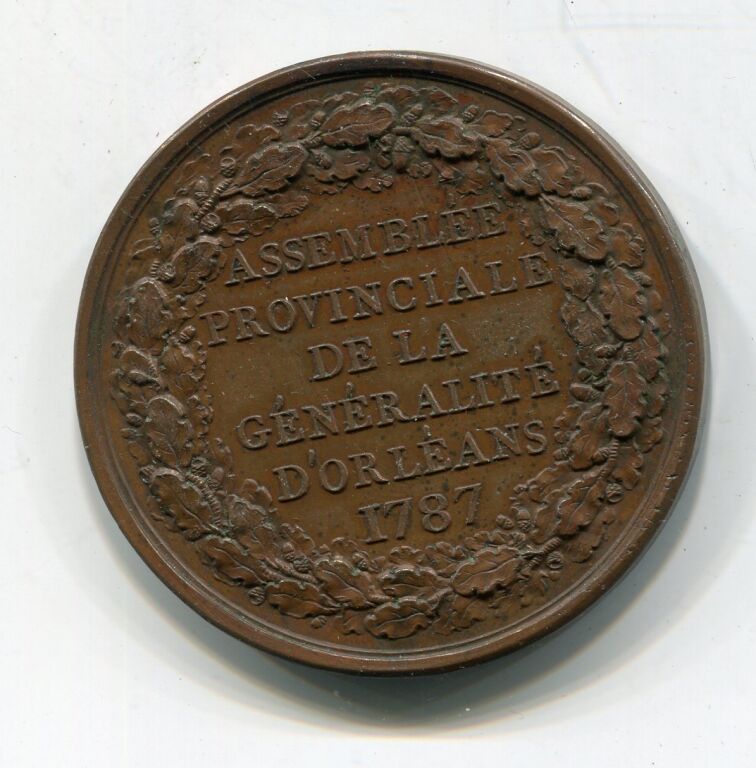 ASSEMBLÉE
PROVINCIALE
DE LA
GÉNÉRALITÉ
D'ORLÉANS
1787